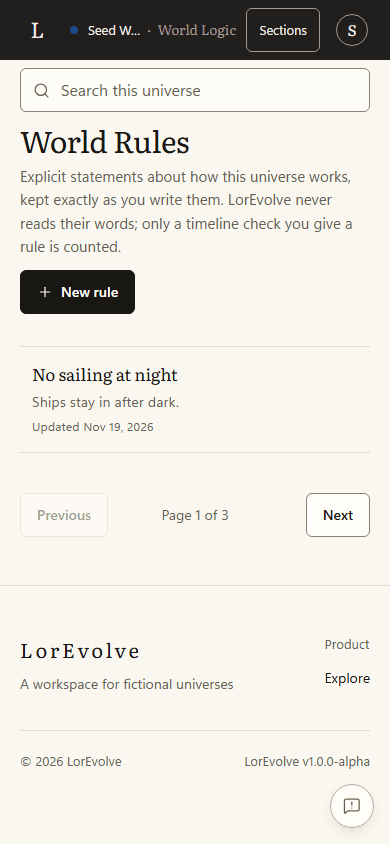 L
Seed W... · World Logic
Sections
S
Search this universe
World Rules
Explicit statements about how this universe works,
kept exactly as you write them. LorEvolve never
reads their words; only a timeline check you give a
rule is counted.
+ New rule
No sailing at night
Ships stay in after dark.
Updated Nov 19, 2026
Previous
Page 1 of 3
Next
LorEvolve
Product
A workspace for fictional universes
Explore
© 2026 LorEvolve
LorEvolve v1.0.0-alpha